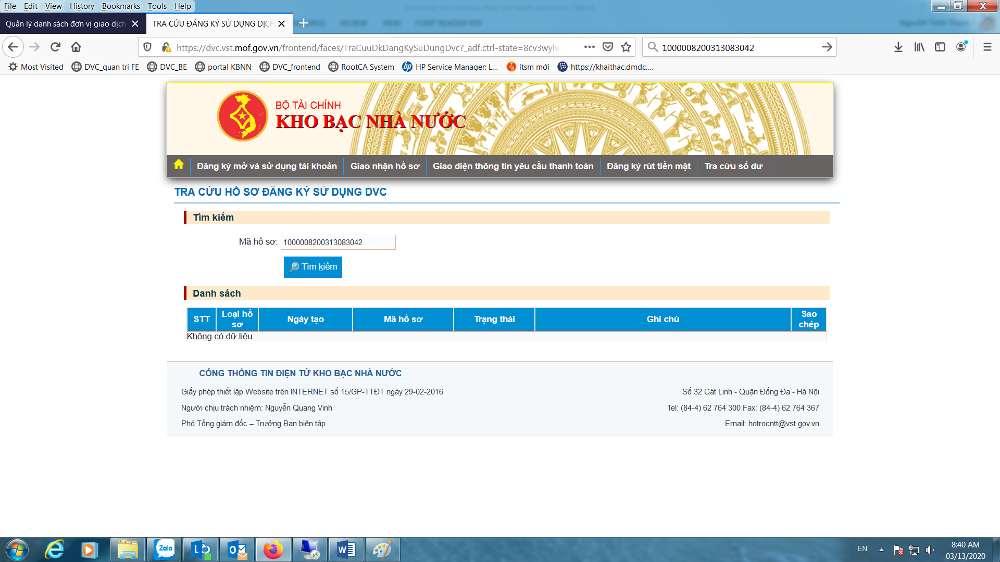 File Edit View History Bookmarks Tools Help
Quản lý danh sách đơn vị giao dịch
TRA CỨU ĐĂNG KÝ SỬ DỤNG DỊCH
https://dvc.vst.mof.gov.vn/frontend/faces/TraCuuDkDangKySuDungDvc?_adf.ctrl-state=8cv3wylv
1000008200313083042
Most Visited DVC_quan tri FE DVC_BE portal KBNN DVC_frontend RootCA System HP Service Manager: L... itsm mới https://khaithac.dmdc....
BỘ TÀI CHÍNH
KHO BẠC NHÀ NƯỚC
Đăng ký mở và sử dụng tài khoản Giao nhận hồ sơ Giao diện thông tin yêu cầu thanh toán Đăng ký rút tiền mặt Tra cứu số dư
TRA CỨU HỒ SƠ ĐĂNG KÝ SỬ DỤNG DVC
Tìm kiếm
Mã hồ sơ: 1000008200313083042
Tìm kiếm
Danh sách
STT Loại hồ sơ Ngày tạo Mã hồ sơ Trạng thái Ghi chú Sao chép
Không có dữ liệu
CỔNG THÔNG TIN ĐIỆN TỬ KHO BẠC NHÀ NƯỚC
Giấy phép thiết lập Website trên INTERNET số 15/GP-TTĐT ngày 29-02-2016
Số 32 Cát Linh - Quận Đống Đa - Hà Nội
Người chịu trách nhiệm: Nguyễn Quang Vinh
Tel: (84-4) 62 764 300 Fax: (84-4) 62 764 367
Phó Tổng giám đốc – Trưởng Ban biên tập
Email: hotrocntt@vst.gov.vn
Zalo
EN
8:40 AM
03/13/2020